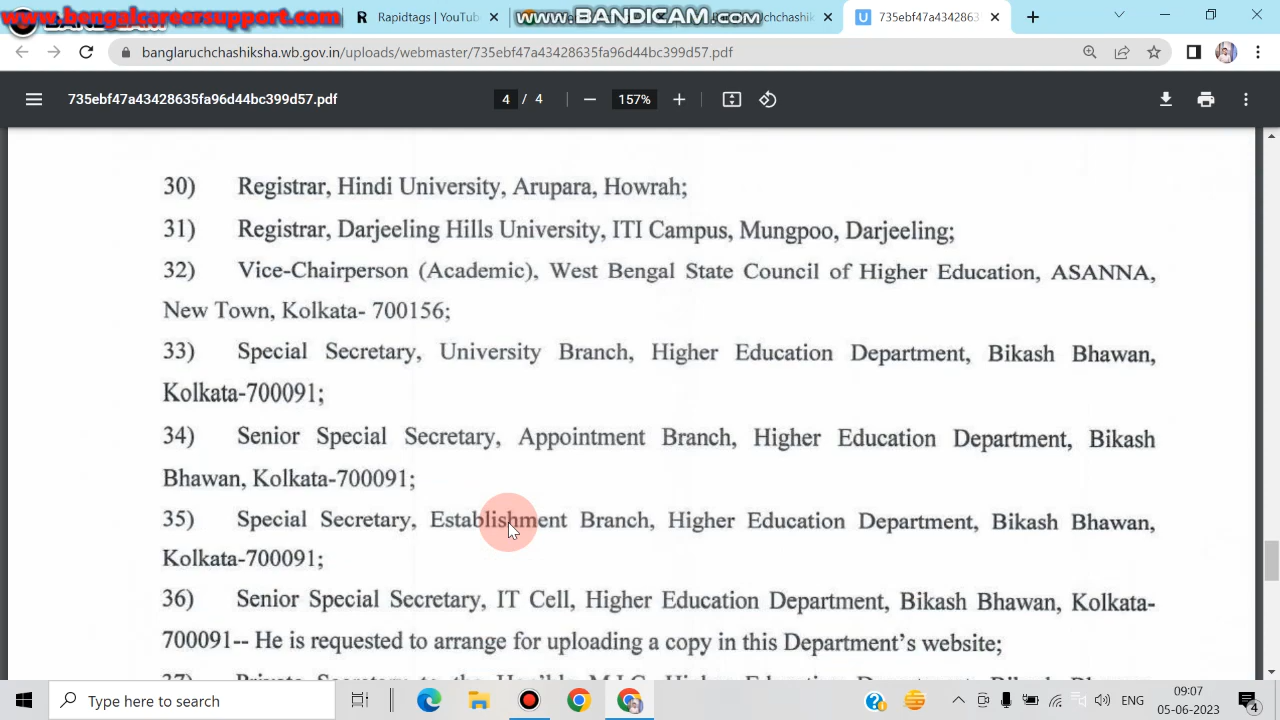 www.bengalcareersupport.com
Rapidtags | YouTub
www.BANDICAM.com
chchashik
735ebf47a43428635
banglaruchchashiksha.wb.gov.in/uploads/webmaster/735ebf47a43428635fa96d44bc399d57.pdf
735ebf47a43428635fa96d44bc399d57.pdf
4 / 4
157%
30) Registrar, Hindi University, Arupara, Howrah;
31) Registrar, Darjeeling Hills University, ITI Campus, Mungpoo, Darjeeling;
32) Vice-Chairperson (Academic), West Bengal State Council of Higher Education, ASANNA,
New Town, Kolkata- 700156;
33) Special Secretary, University Branch, Higher Education Department, Bikash Bhawan,
Kolkata-700091;
34) Senior Special Secretary, Appointment Branch, Higher Education Department, Bikash
Bhawan, Kolkata-700091;
35) Special Secretary, Establishment Branch, Higher Education Department, Bikash Bhawan,
Kolkata-700091;
36) Senior Special Secretary, IT Cell, Higher Education Department, Bikash Bhawan, Kolkata-
700091-- He is requested to arrange for uploading a copy in this Department's website;
Type here to search
ENG
09:07
05-06-2023
4